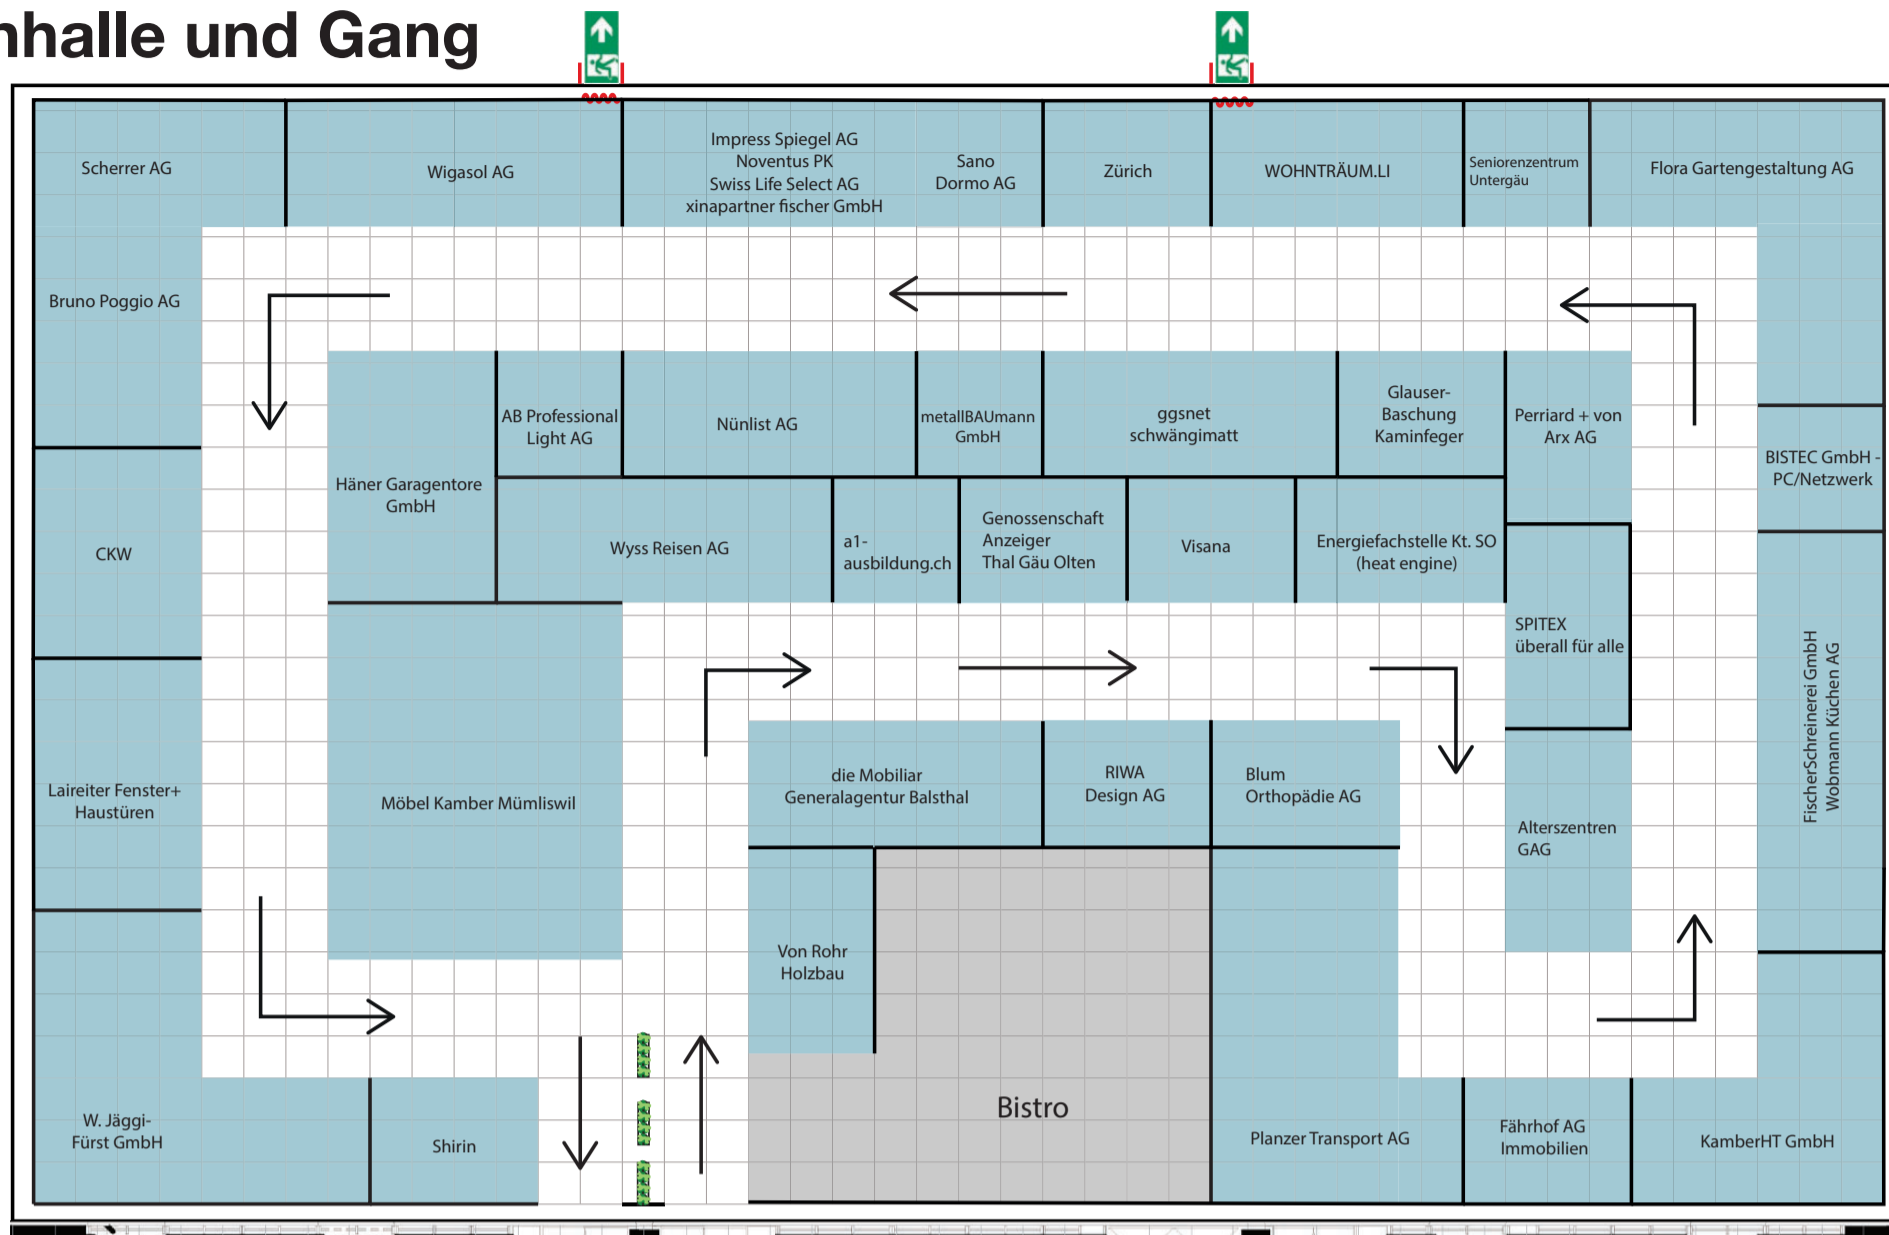 nhalle und Gang
Scherrer AG
Wigasol AG
Impress Spiegel AG
Noventus PK
Swiss Life Select AG
xinapartner fischer GmbH
Sano
Dormo AG
Zürich
WOHNTRÄUM.LI
Seniorenzentrum
Untergäu
Flora Gartengestaltung AG
Bruno Poggio AG
Häner Garagentore
GmbH
AB Professional
Light AG
Nünlist AG
metallBAUmann
GmbH
ggsnet
schwängimatt
Glauser-
Baschung
Kaminfeger
Perriard + von
Arx AG
BISTEC GmbH -
PC/Netzwerk
CKW
Wyss Reisen AG
a1-
ausbildung.ch
Genossenschaft
Anzeiger
Thal Gäu Olten
Visana
Energiefachstelle Kt. SO
(heat engine)
SPITEX
überall für alle
FischerSchreinerei GmbH
Wobmann Küchen AG
Laireiter Fenster+
Haustüren
Möbel Kamber Mümliswil
die Mobiliar
Generalagentur Balsthal
RIWA
Design AG
Blum
Orthopädie AG
Alterszentren
GAG
Von Rohr
Holzbau
Bistro
W. Jäggi-
Fürst GmbH
Shirin
Planzer Transport AG
Fährhof AG
Immobilien
KamberHT GmbH